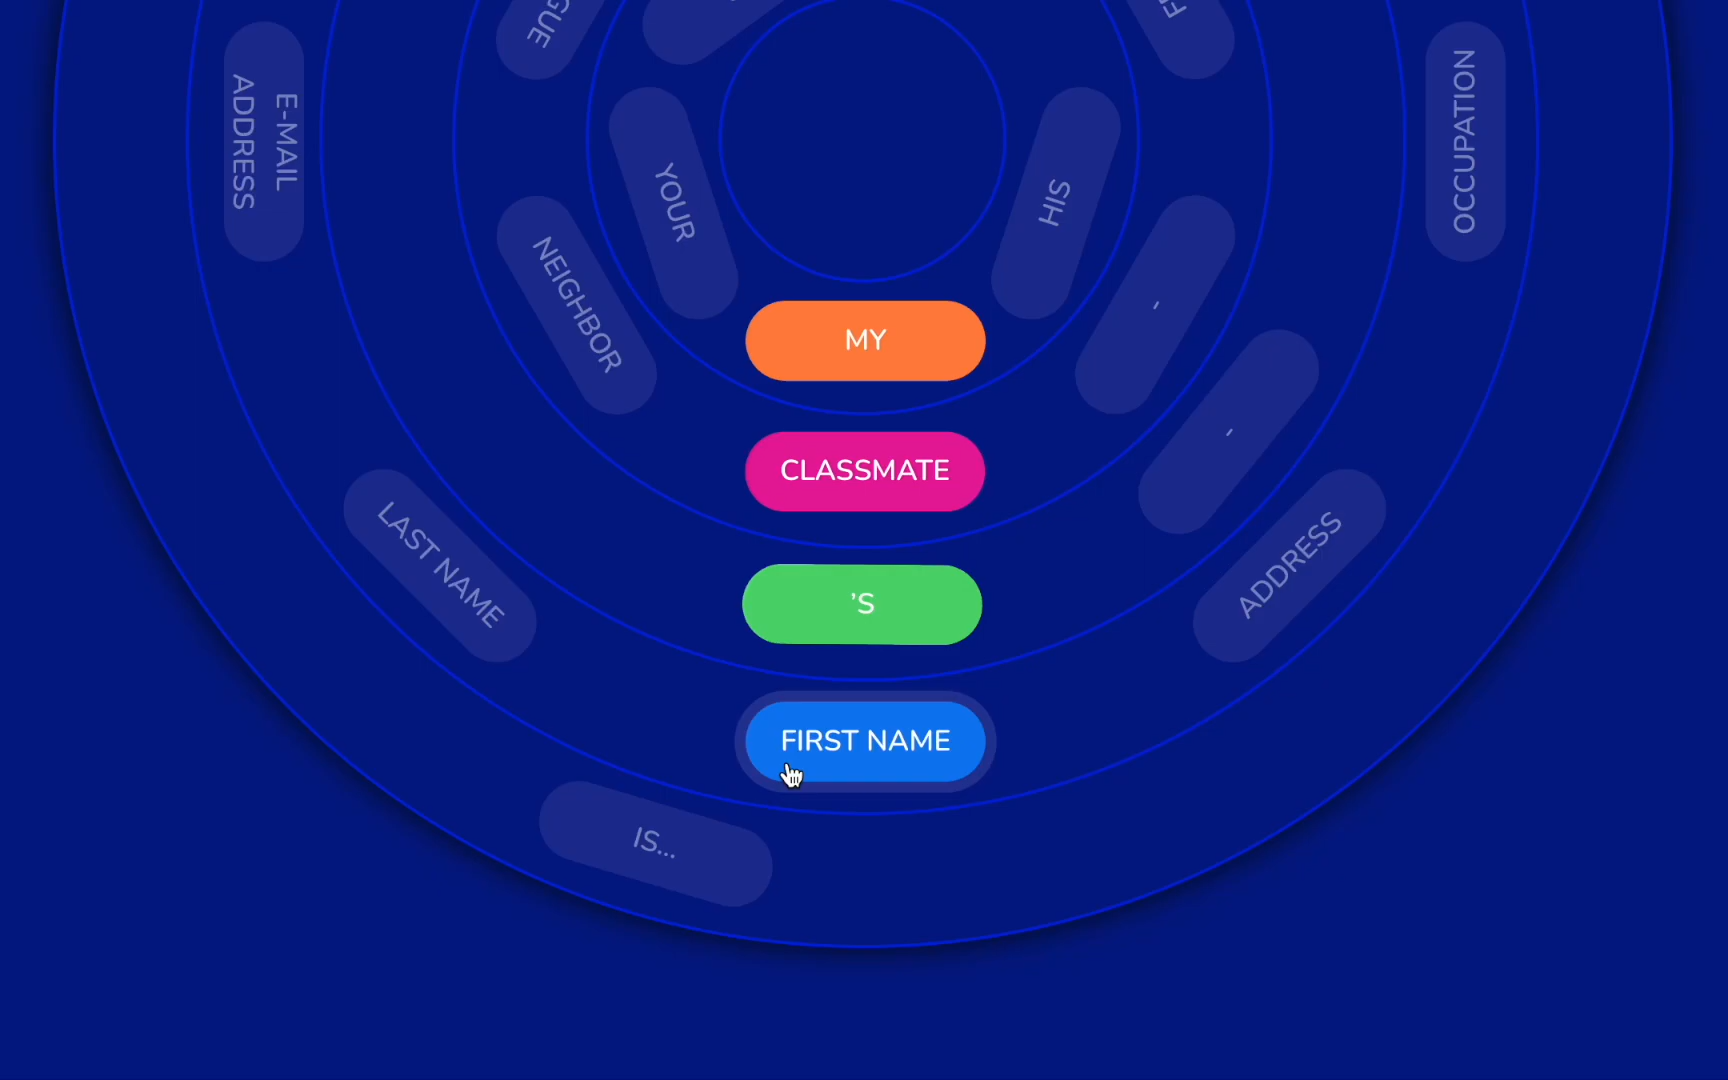 E-MAIL
ADDRESS
OCCUPATION
YOUR
HIS
NEIGHBOR
-
MY
-
CLASSMATE
LAST NAME
ADDRESS
’S
FIRST NAME
IS...